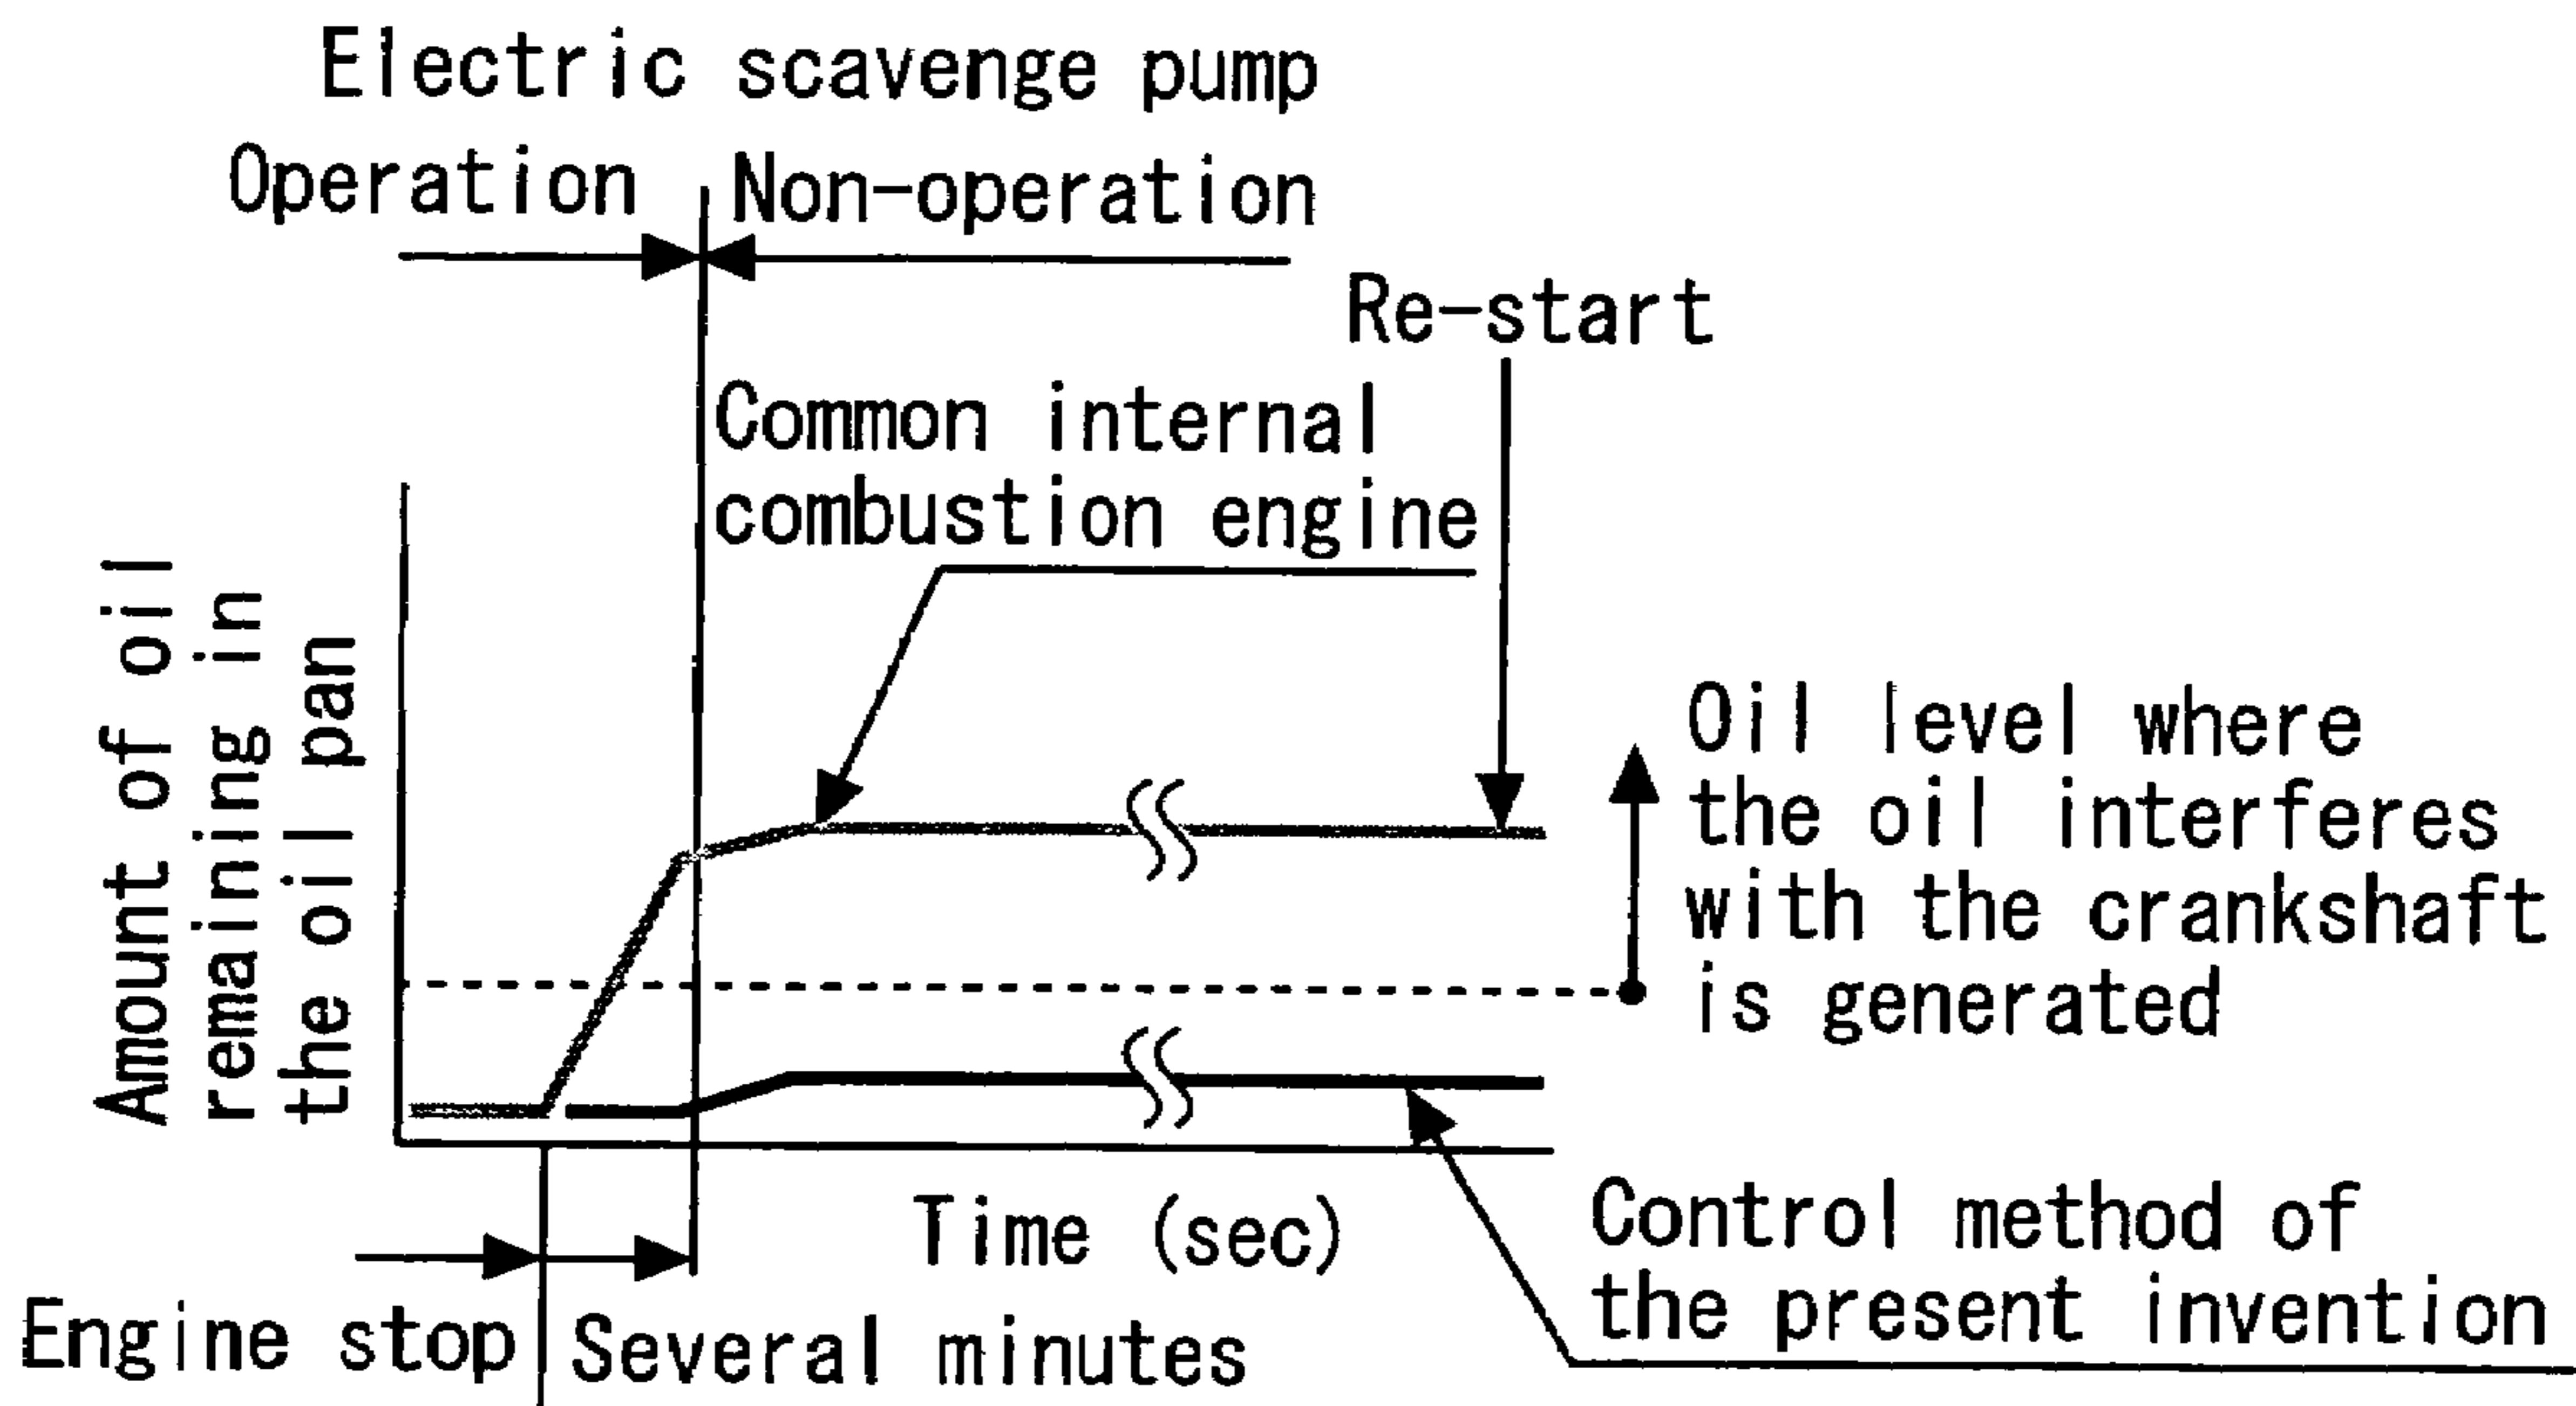 Electric scavenge pump
Operation
Non-operation
Re-start
Common internal
combustion engine
Amount of oil
remaining in
the oil pan
Oil level where
the oil interferes
with the crankshaft
is generated
Time (sec)
Control method of
the present invention
Engine stop
Several minutes